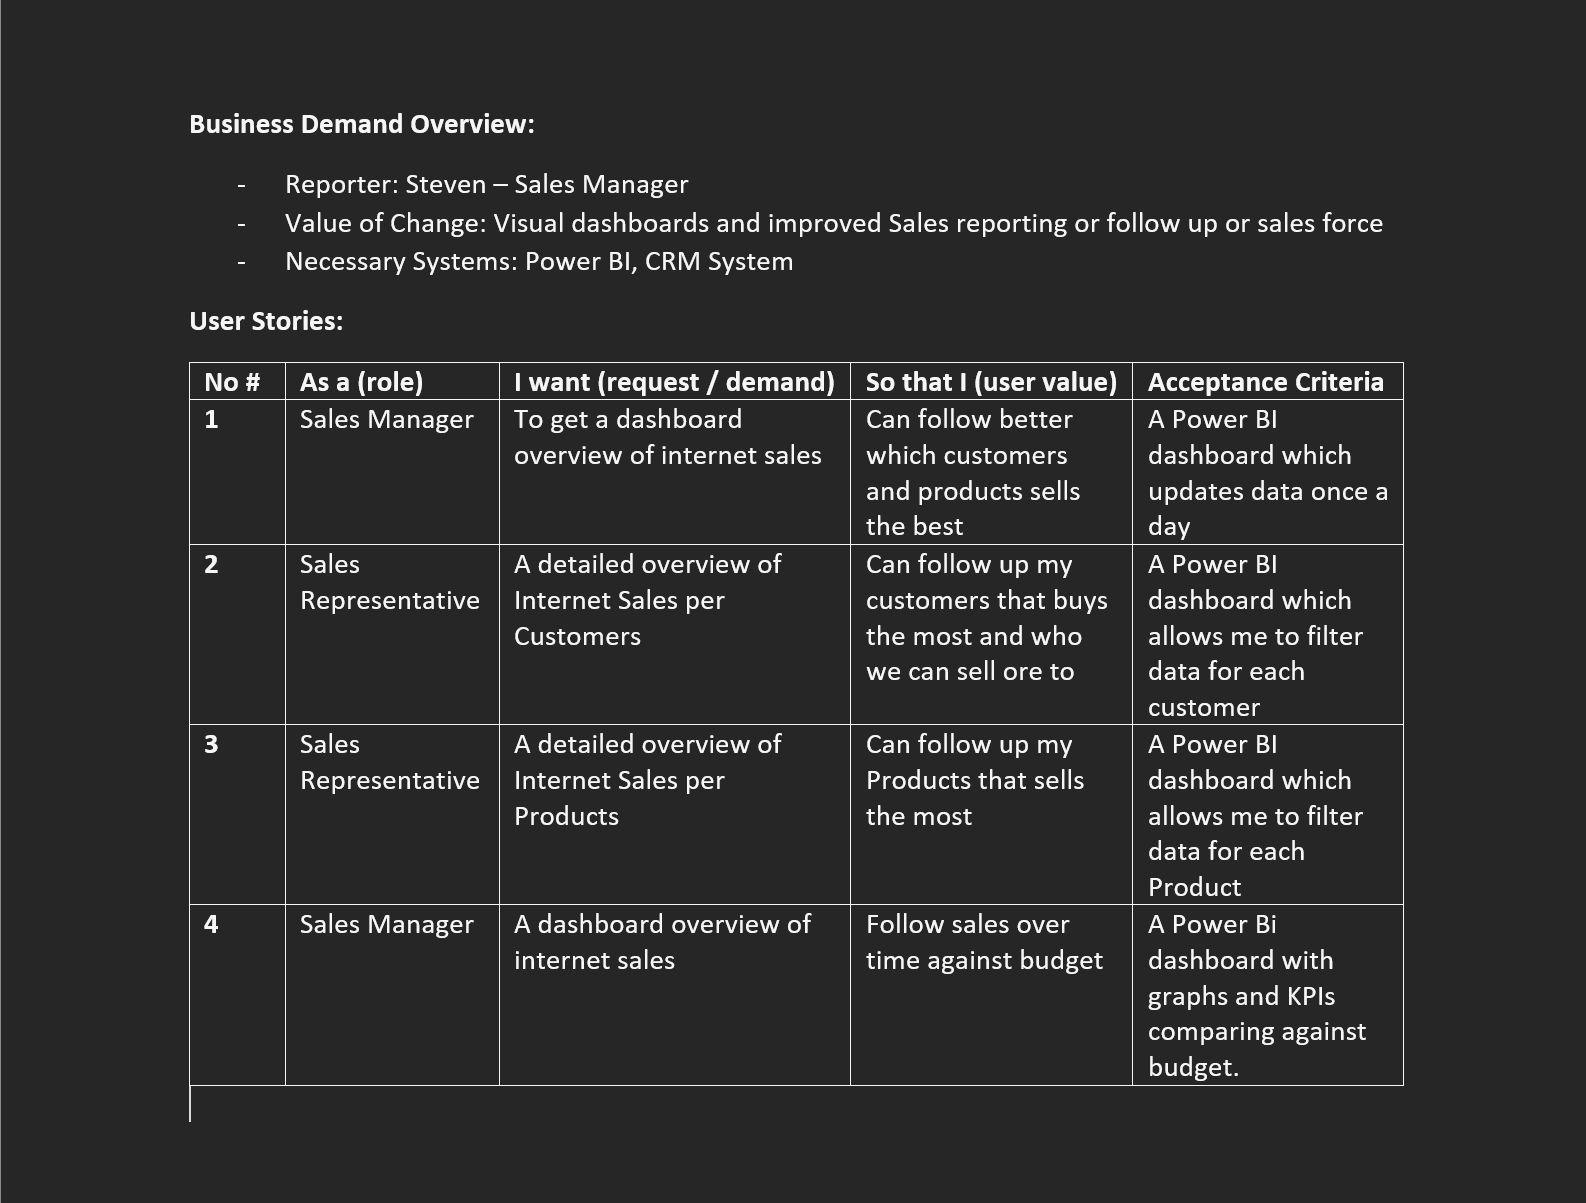 Business Demand Overview:
- Reporter: Steven – Sales Manager
- Value of Change: Visual dashboards and improved Sales reporting or follow up or sales force
- Necessary Systems: Power BI, CRM System
User Stories:
No # As a (role) I want (request / demand) So that I (user value) Acceptance Criteria
1
Sales Manager
To get a dashboard
overview of internet sales
Can follow better
which customers
and products sells
the best
A Power BI
dashboard which
updates data once a
day
2
Sales
Representative
A detailed overview of
Internet Sales per
Customers
Can follow up my
customers that buys
the most and who
we can sell ore to
A Power BI
dashboard which
allows me to filter
data for each
customer
3
Sales
Representative
A detailed overview of
Internet Sales per
Products
Can follow up my
Products that sells
the most
A Power BI
dashboard which
allows me to filter
data for each
Product
4
Sales Manager
A dashboard overview of
internet sales
Follow sales over
time against budget
A Power Bi
dashboard with
graphs and KPIs
comparing against
budget.